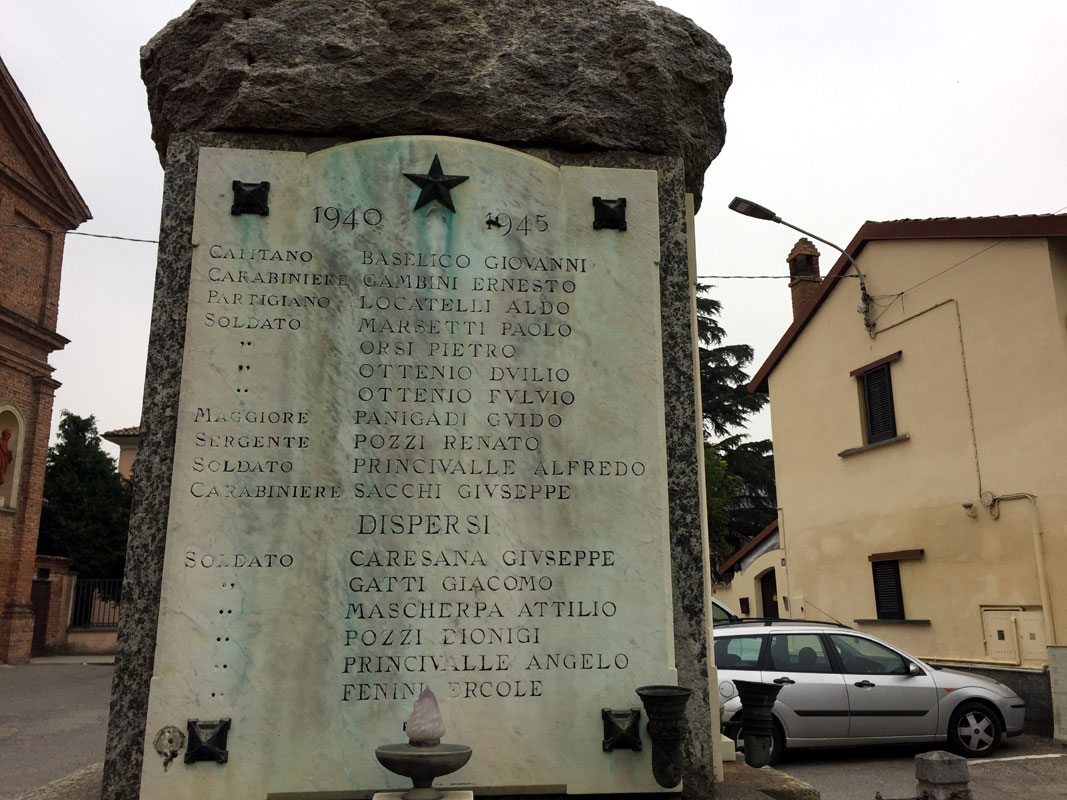 1940 1945
CAPITANO BASELICO GIOVANNI
CARABINIERE GAMBINI ERNESTO
PARTIGIANO LOCATELLI ALDO
SOLDATO MARSETTI PAOLO
" ORSI PIETRO
" OTTENIO DVILIO
" OTTENIO FVLVIO
MAGGIORE PANIGADI GVIDO
SERGENTE POZZI RENATO
SOLDATO PRINCIVALLE ALFREDO
CARABINIERE SACCHI GIVSEPPE
DISPERSI
SOLDATO CARESANA GIVSEPPE
" GATTI GIACOMO
" MASCHERPA ATTILIO
" POZZI DIONIGI
" PRINCIVALLE ANGELO
" FENINI ERCOLE